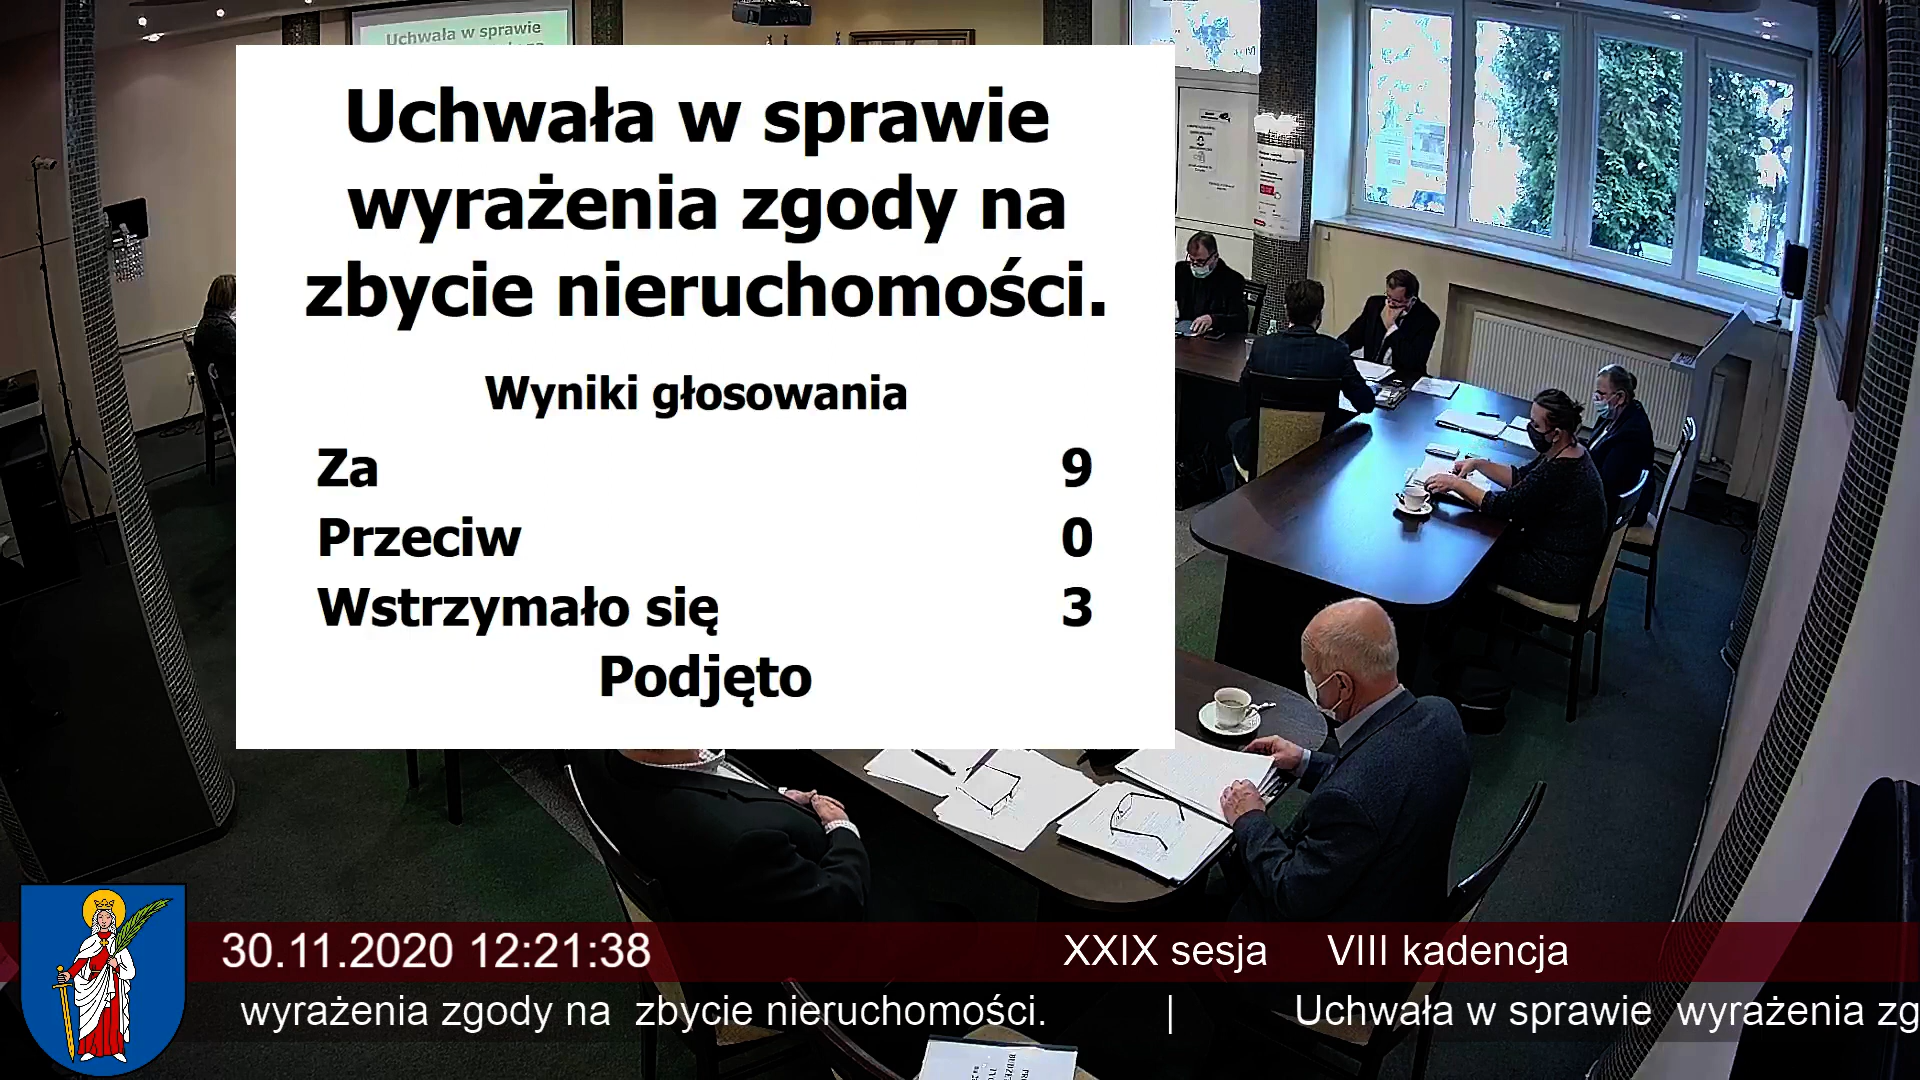 Uchwała w sprawie
Uchwała w sprawie
wyrażenia zgody na
zbycie nieruchomości.
Wyniki głosowania
Za 9
Przeciw 0
Wstrzymało się 3
Podjęto
30.11.2020 12:21:38 XXIX sesja VIII kadencja
wyrażenia zgody na zbycie nieruchomości. | Uchwała w sprawie wyrażenia zg